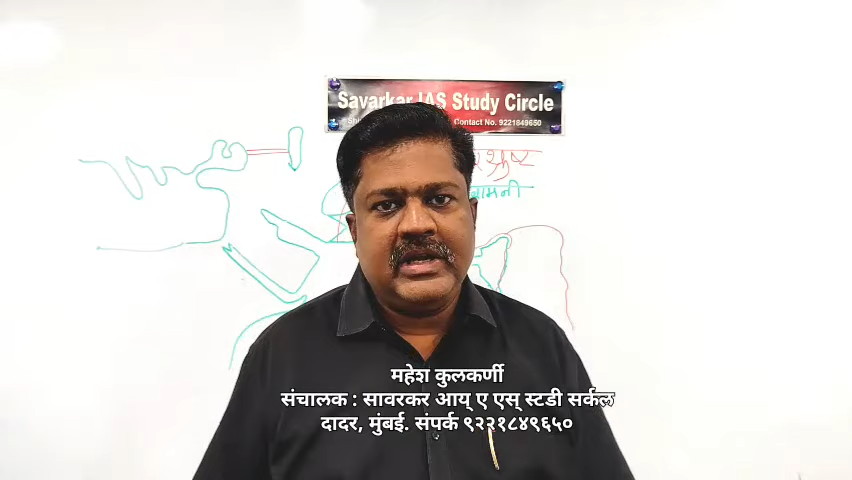 Savarkar IAS Study Circle
Contact No. 9221849650
महेश कुलकर्णी
संचालक : सावरकर आय् ए एस् स्टडी सर्कल
दादर, मुंबई. संपर्क ९२२१८४९६५०